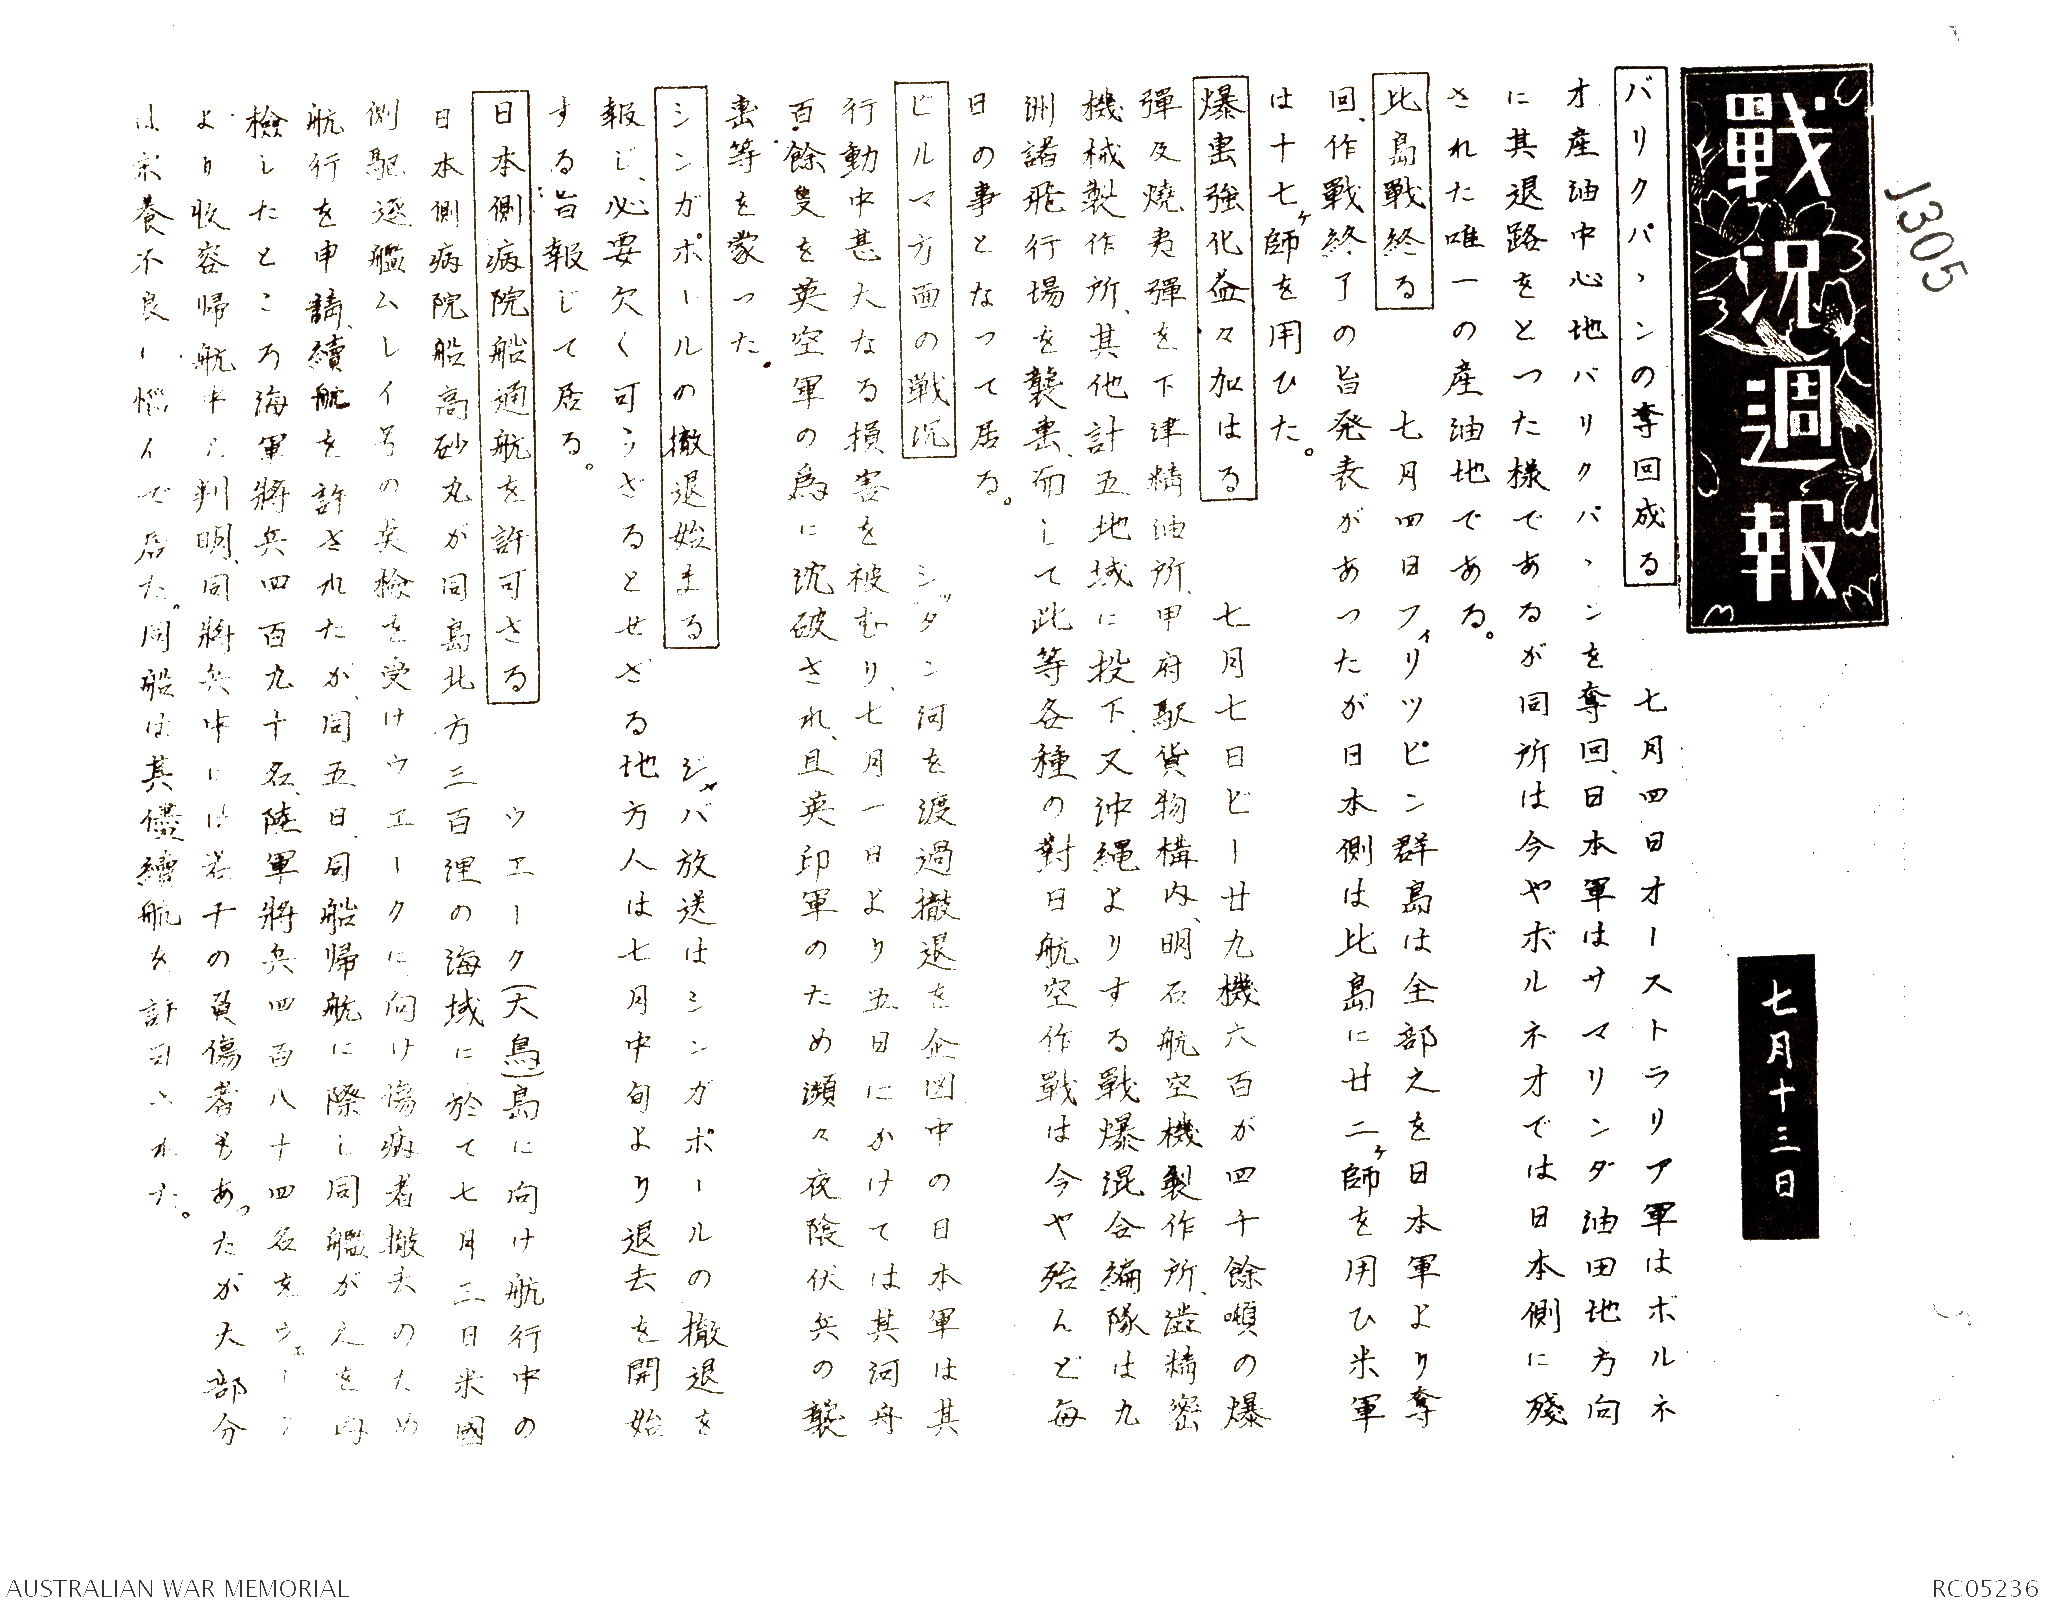 戰況週報
J305
七月十三日
バリクパヽンの奪回成る　七月四日オーストラリア軍はボルネ
オ産油中心地バリクパヽンを奪回、日本軍はサマリンダ油田地方向
に其退路をとつた様であるが同所は今やボルネオでは日本側に殘
された唯一の産油地である。
比島戰終る　七月四日フィリツピン群島は全部之を日本軍より奪
回、作戰終了の旨発表があつたが日本側は比島に廿二ヶ師を用ひ米軍
は十七ヶ師を用ひた。
爆撃強化益々加はる　七月七日ビー廿九機六百が四千餘噸の爆
彈及燒夷彈を下津精油所、甲府駅貨物構内、明石航空機製作所、澁精密
機械製作所、其他計五地域に投下、又沖縄よりする戰爆混合編隊は九
洲諸飛行場を襲撃、而して此等各種の對日航空作戰は今や殆んど毎
日の事となつて居る。
ビルマ方面の戰況　シッタン河を渡過撤退を企図中の日本軍は其
行動中甚大なる損害を被むり、七月一日より五日にかけては其河舟
百餘隻を英空軍の爲に沈破され、且英印軍のため瀕々夜陰伏兵の襲
撃等を蒙つた。
シンガポールの撤退始まる　ジャバ放送はシンガポールの撤退を
報じ、必要欠く可らざるとせざる地方人は七月中旬より退去を開始
する旨報じて居る。
日本側病院船通航を許可さる　ウエーク(大鳥)島に向け航行中の
日本側病院船高砂丸が同島北方三百浬の海域に於て七月三日米國
側駆逐艦ムレイ号の臨檢を受けウエークに向け傷病者撤去のため
航行を申請、續航を許されたが、同五日、同船帰航に際し同艦が之を内
檢したところ海軍將兵四百九十名、陸軍將兵四百八十四名をウェーク
より收容帰航中と判明、同將兵中には若干の負傷者もあつたが大部分
は栄養不良に惱んで居た。同船は其儘續航を許可された。
AUSTRALIAN WAR MEMORIAL
RC05236